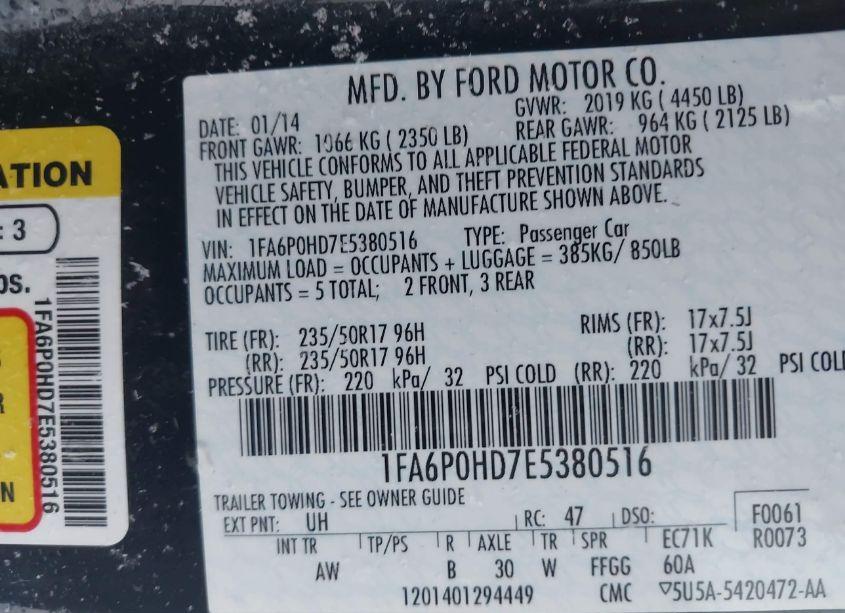 ATION
: 3
DS.
R
N
1FA6P0HD7E5380516
MFD. BY FORD MOTOR CO.
DATE: 01/14 GVWR: 2019 KG ( 4450 LB)
FRONT GAWR: 1066 KG ( 2350 LB) REAR GAWR: 964 KG ( 2125 LB)
THIS VEHICLE CONFORMS TO ALL APPLICABLE FEDERAL MOTOR
VEHICLE SAFETY, BUMPER, AND THEFT PREVENTION STANDARDS
IN EFFECT ON THE DATE OF MANUFACTURE SHOWN ABOVE.
VIN: 1FA6P0HD7E5380516 TYPE: Passenger Car
MAXIMUM LOAD = OCCUPANTS + LUGGAGE = 385KG/ 850LB
OCCUPANTS = 5 TOTAL; 2 FRONT, 3 REAR
TIRE (FR): 235/50R17 96H RIMS (FR): 17x7.5J
(RR): 235/50R17 96H (RR): 17x7.5J
PRESSURE (FR): 220 kPa/ 32 PSI COLD (RR): 220 kPa/ 32 PSI COLD
1FA6P0HD7E5380516
TRAILER TOWING - SEE OWNER GUIDE
EXT PNT: UH RC: 47 DSO: F0061
INT TR TP/PS R AXLE TR SPR EC71K R0073
AW B 30 W FFGG 60A
1201401294449 CMC ▽5U5A-5420472-AA